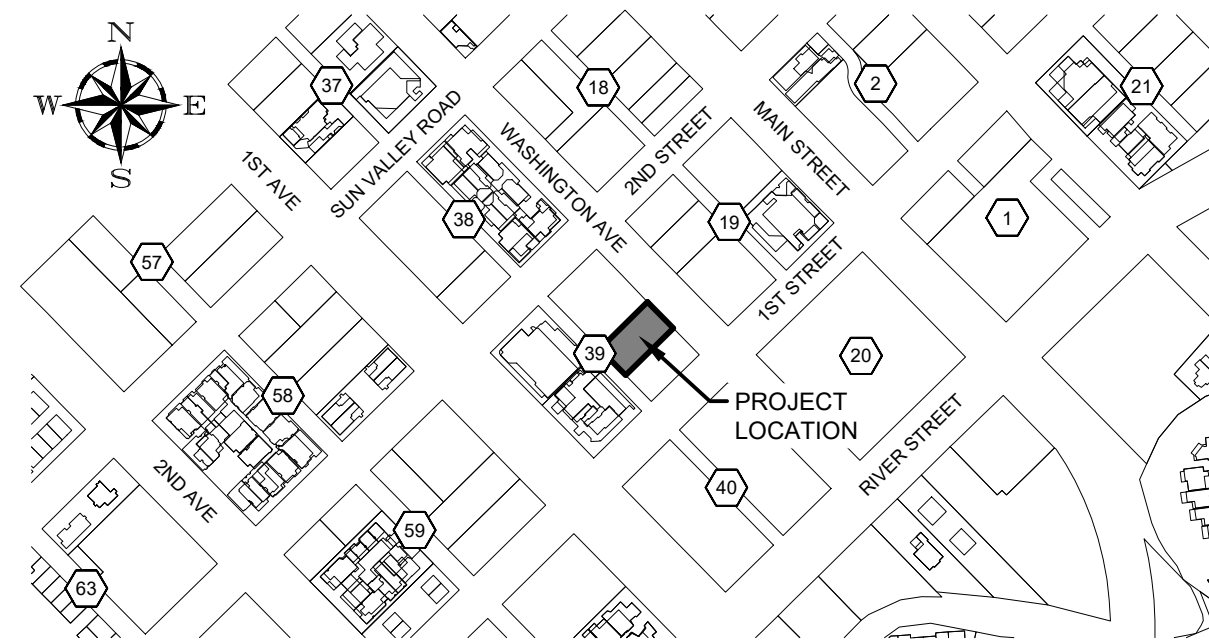 N
W
E
S
37
18
2
21
1ST AVE
SUN VALLEY ROAD
WASHINGTON AVE
2ND STREET
MAIN STREET
38
19
1
57
1ST STREET
39
20
58
PROJECT
LOCATION
2ND AVE
RIVER STREET
40
59
63